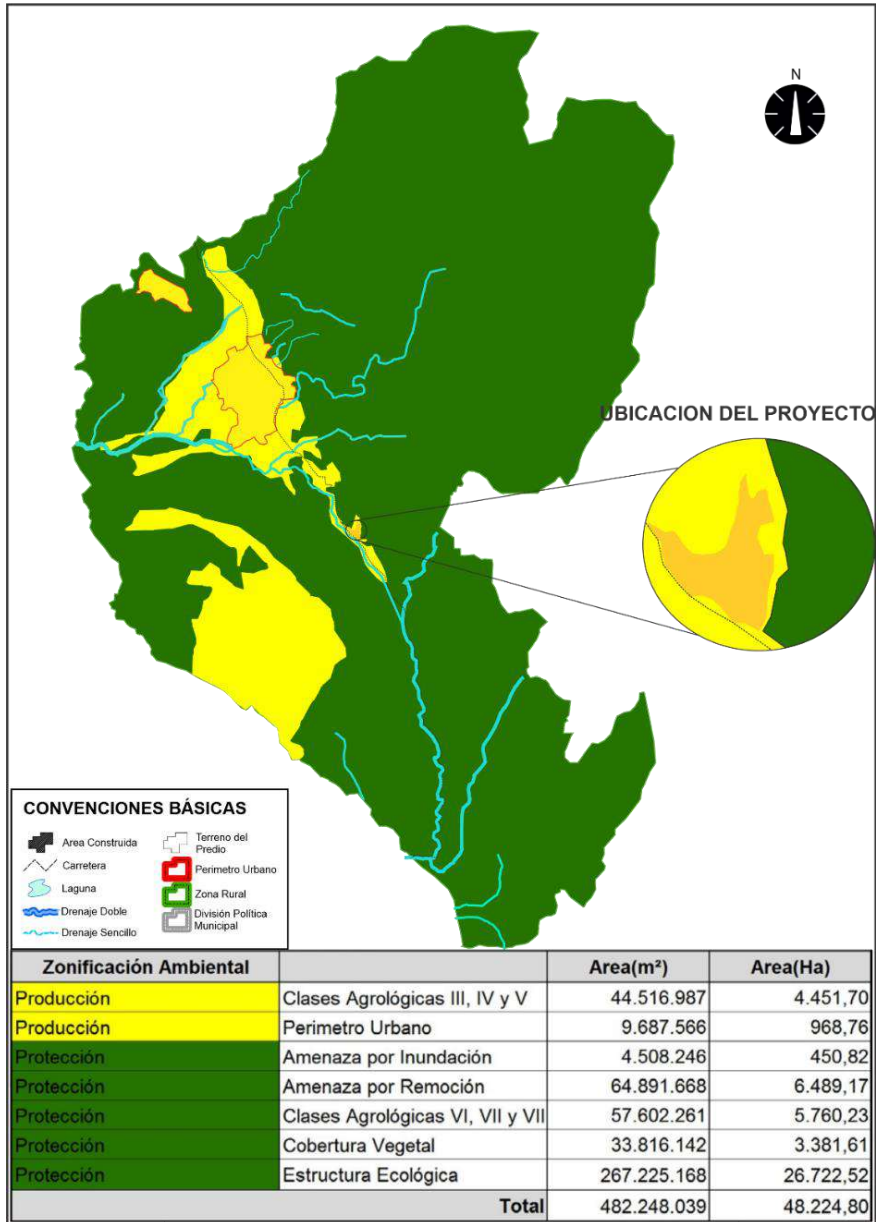 N
UBICACION DEL PROYECTO
CONVENCIONES BÁSICAS
Area Construida
Carretera
Laguna
Drenaje Doble
Drenaje Sencillo
Terreno del
Predio
Perimetro Urbano
Zona Rural
División Política
Municipal
Zonificación Ambiental Area(m²) Area(Ha)
Producción Clases Agrológicas III, IV y V 44.516.987 4.451,70
Producción Perimetro Urbano 9.687.566 968,76
Protección Amenaza por Inundación 4.508.246 450,82
Protección Amenaza por Remoción 64.891.668 6.489,17
Protección Clases Agrológicas VI, VII y VII 57.602.261 5.760,23
Protección Cobertura Vegetal 33.816.142 3.381,61
Protección Estructura Ecológica 267.225.168 26.722,52
Total 482.248.039 48.224,80